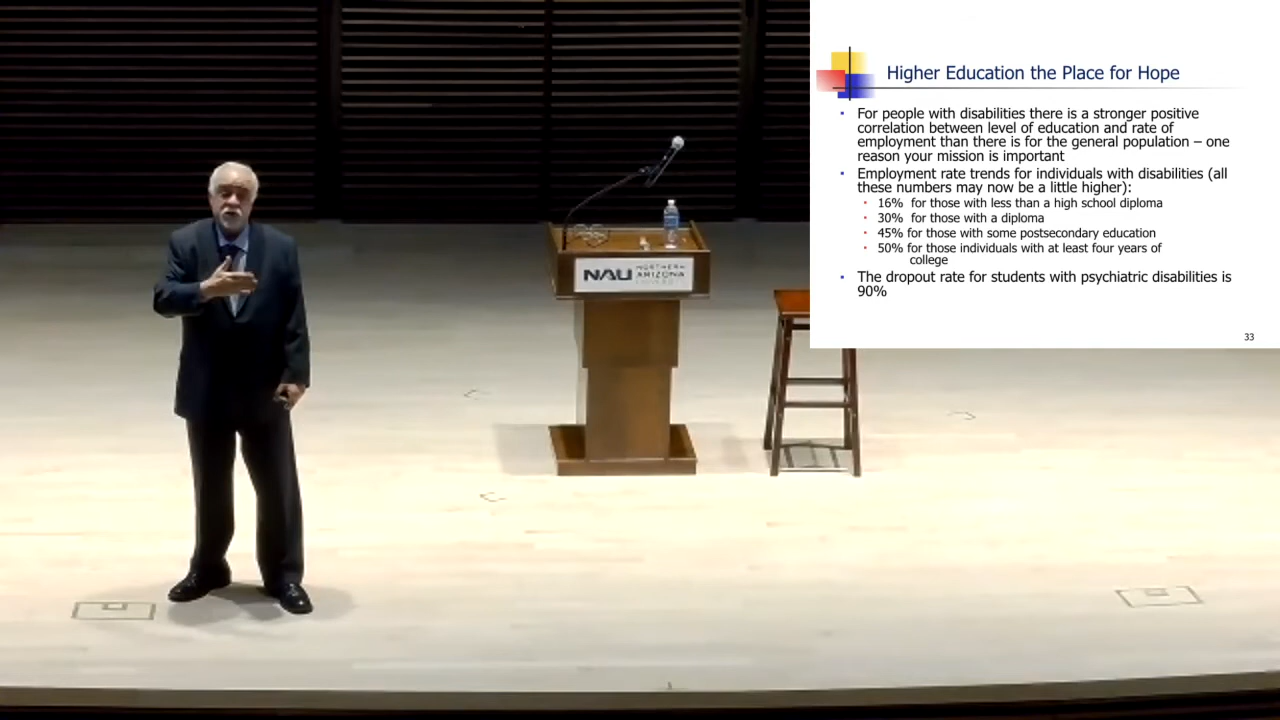 Higher Education the Place for Hope
▪ For people with disabilities there is a stronger positive
correlation between level of education and rate of
employment than there is for the general population – one
reason your mission is important
▪ Employment rate trends for individuals with disabilities (all
these numbers may now be a little higher):
▪ 16% for those with less than a high school diploma
▪ 30% for those with a diploma
▪ 45% for those with some postsecondary education
▪ 50% for those individuals with at least four years of
college
▪ The dropout rate for students with psychiatric disabilities is
90%
33
NAU NORTHERN
ARIZONA
UNIVERSITY